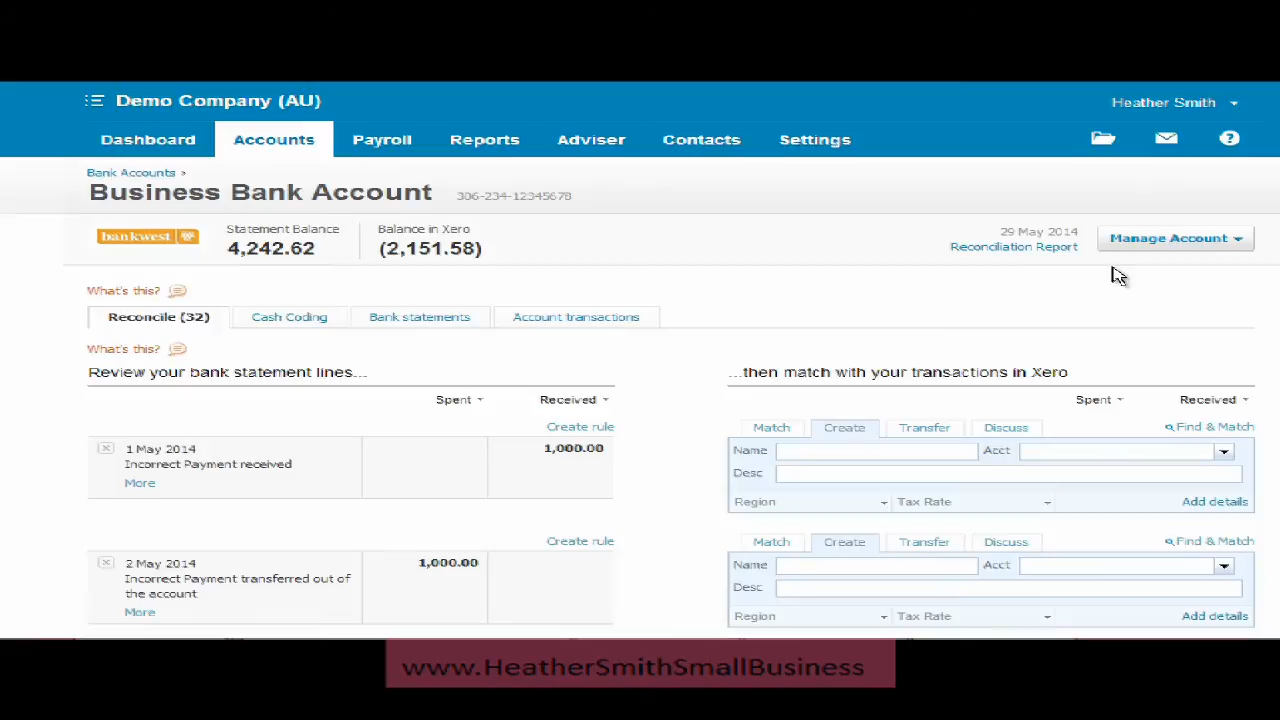 Demo Company (AU)
Heather Smith
Dashboard Accounts Payroll Reports Adviser Contacts Settings
Bank Accounts ›
Business Bank Account 306-234-12345678
bankwest
Statement Balance
4,242.62
Balance in Xero
(2,151.58)
29 May 2014
Reconciliation Report
Manage Account
What's this?
Reconcile (32) Cash Coding Bank statements Account transactions
What's this?
Review your bank statement lines...
...then match with your transactions in Xero
Spent Received
Spent Received
Create rule
Match Create Transfer Discuss Find & Match
1 May 2014
Incorrect Payment received
More
1,000.00
Name Acct
Desc
Region Tax Rate Add details
Create rule
Match Create Transfer Discuss Find & Match
2 May 2014
Incorrect Payment transferred out of
the account
More
1,000.00
Name Acct
Desc
Region Tax Rate Add details
www.HeatherSmithSmallBusiness